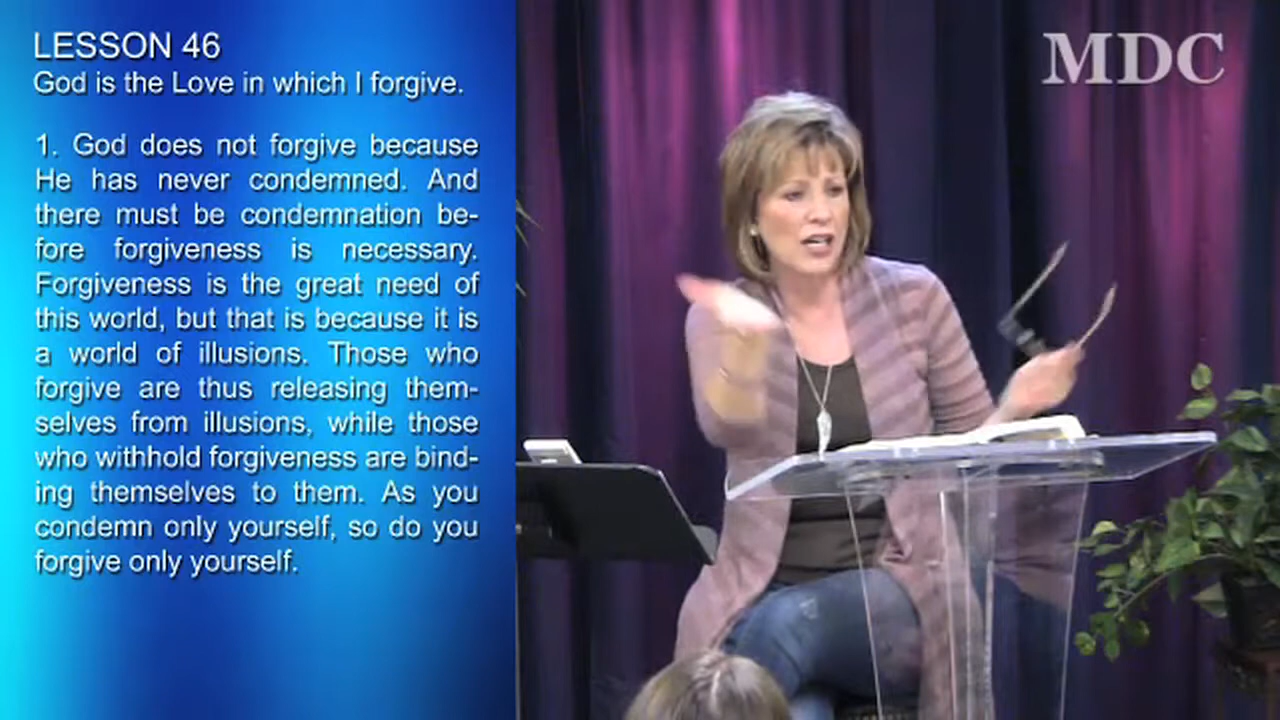 LESSON 46
God is the Love in which I forgive.
1. God does not forgive because
He has never condemned. And
there must be condemnation be-
fore forgiveness is necessary.
Forgiveness is the great need of
this world, but that is because it is
a world of illusions. Those who
forgive are thus releasing them-
selves from illusions, while those
who withhold forgiveness are bind-
ing themselves to them. As you
condemn only yourself, so do you
forgive only yourself.
MDC